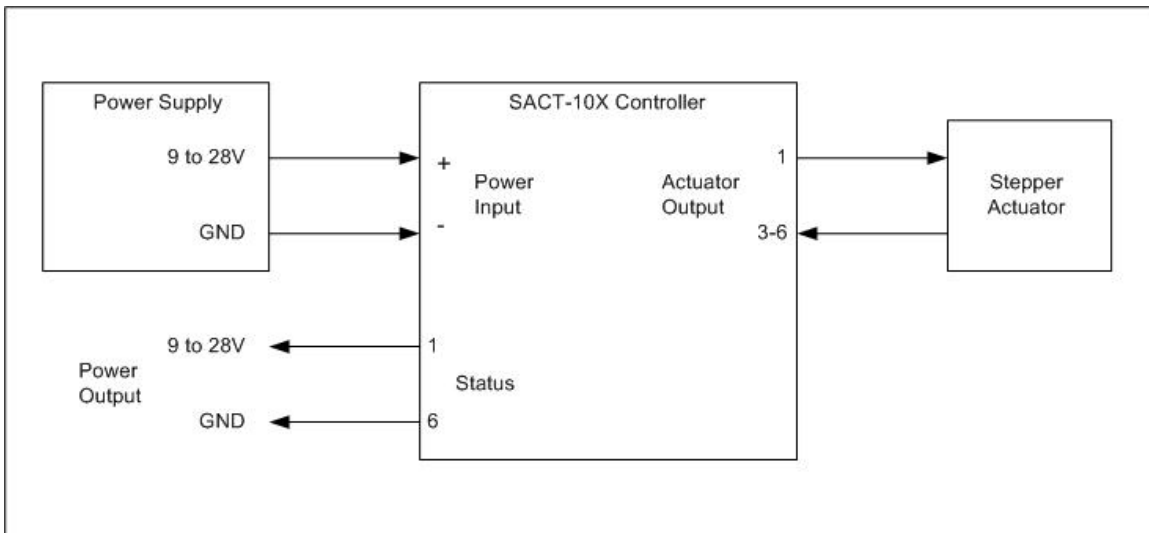 Power Supply
9 to 28V
GND
SACT-10X Controller
+
Power
Input
-
Actuator
Output
1
3-6
Stepper
Actuator
Power
Output
9 to 28V
GND
1
Status
6